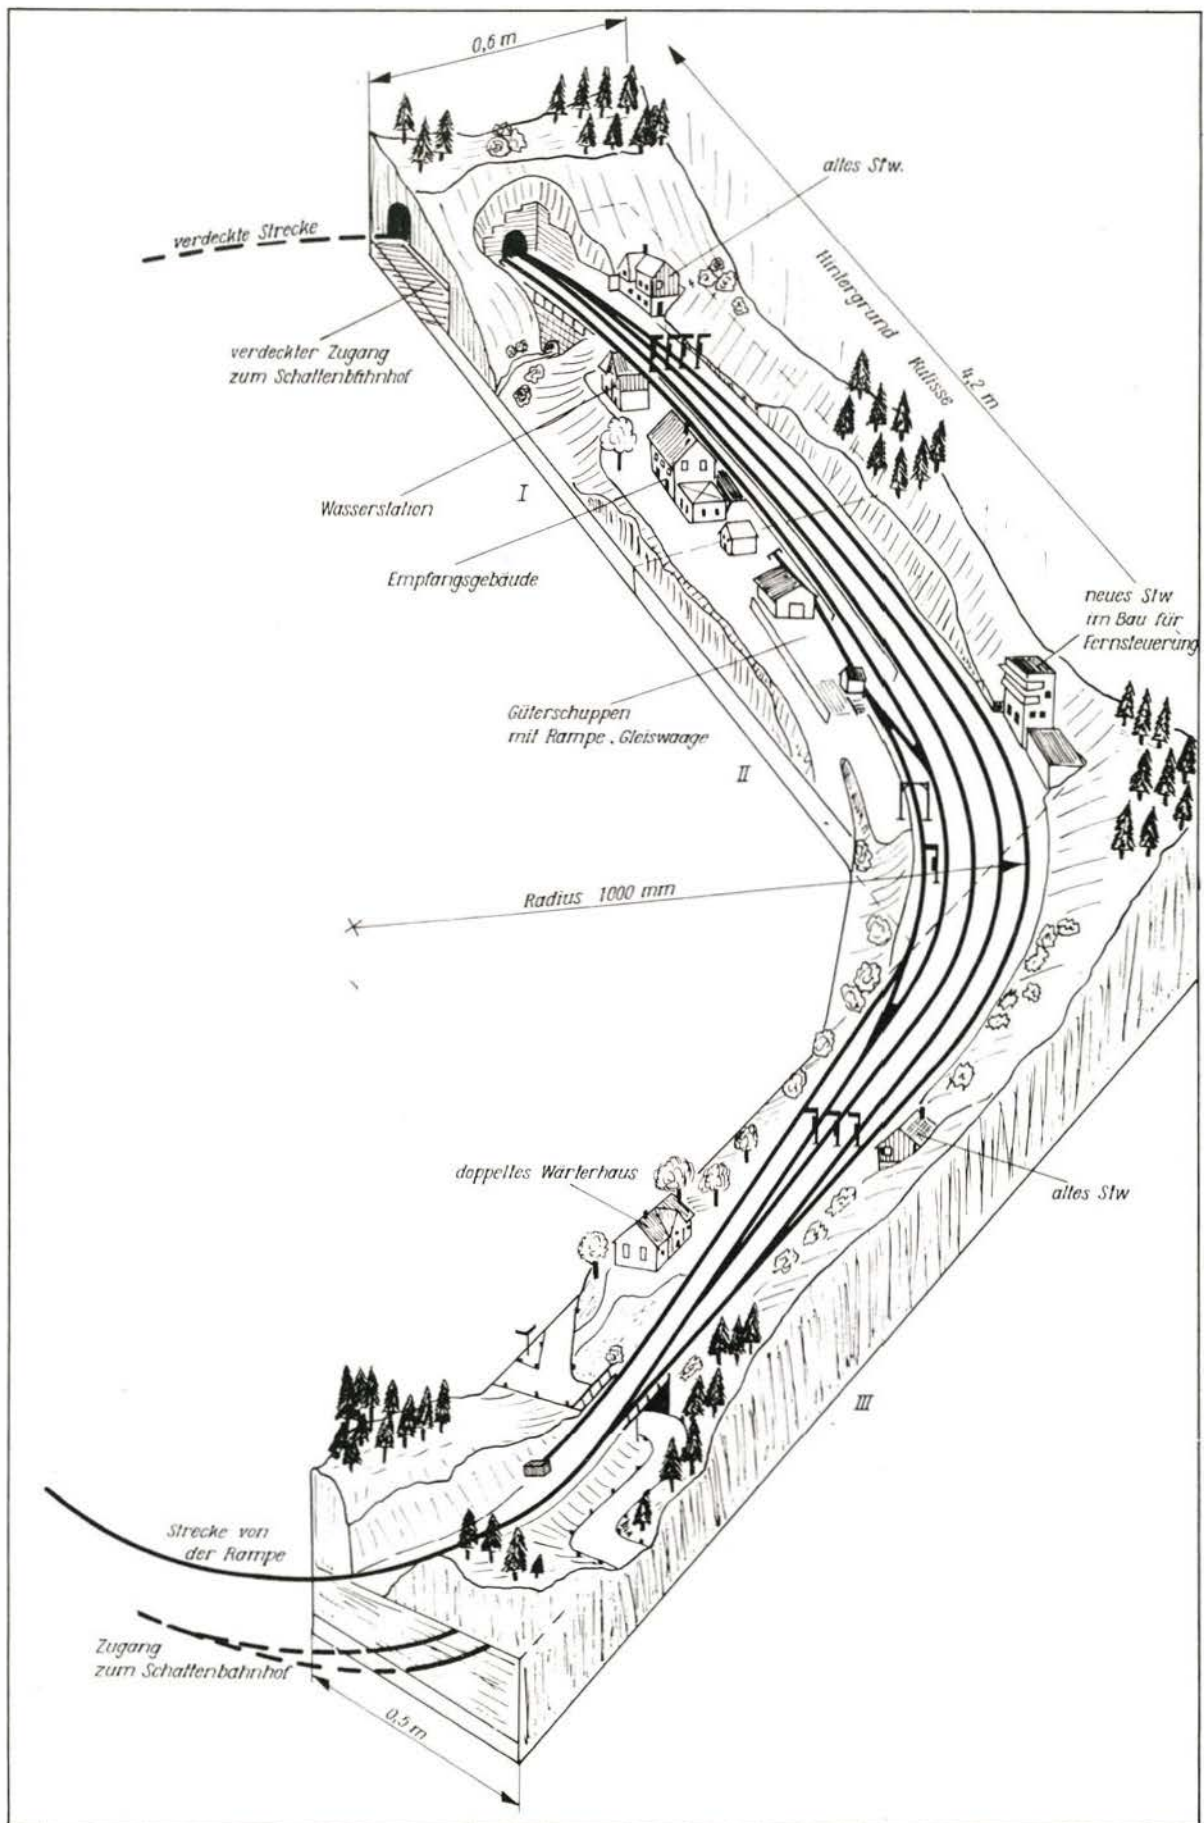 0,6 m
altes Stw.
verdeckte Strecke
Hintergrund Kulisse
4,2 m
verdeckter Zugang
zum Schattenbahnhof
I
Wasserstation
Empfangsgebäude
neues Stw
im Bau für
Fernsteuerung
Güterschuppen
mit Rampe, Gleiswaage
II
Radius 1000 mm
doppeltes Wärterhaus
altes Stw
III
Strecke von
der Rampe
Zugang
zum Schattenbahnhof
0,5 m